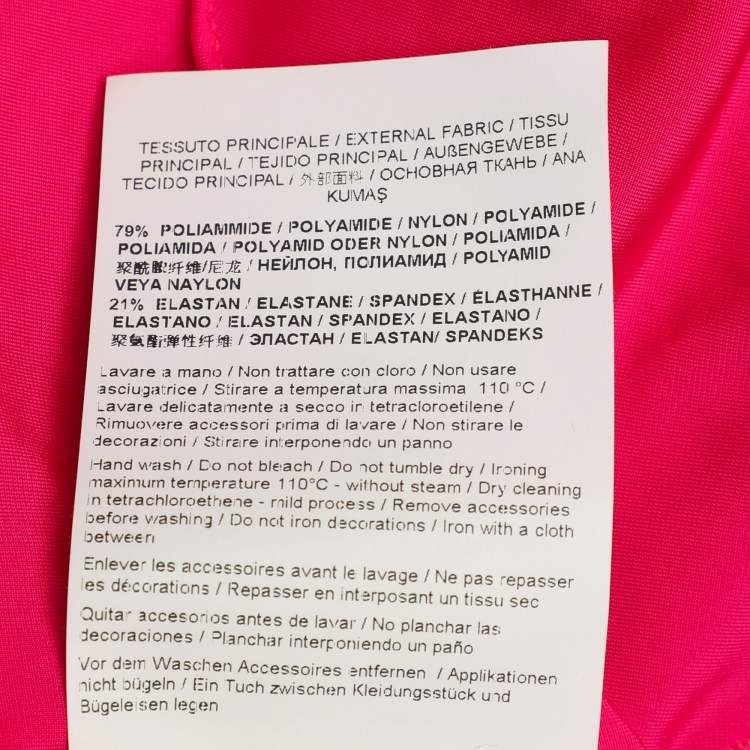 TESSUTO PRINCIPALE / EXTERNAL FABRIC / TISSU
PRINCIPAL / TEJIDO PRINCIPAL / AUßENGEWEBE /
TECIDO PRINCIPAL / 外部面料 / ОСНОВНАЯ ТКАНЬ / ANA
KUMAŞ
79% POLIAMMIDE / POLYAMIDE / NYLON / POLYAMIDE /
POLIAMIDA / POLYAMID ODER NYLON / POLIAMIDA /
聚酰胺纤维/尼龙 / НЕЙЛОН, ПОЛИАМИД / POLYAMID
VEYA NAYLON
21% ELASTAN / ELASTANE / SPANDEX / ÉLASTHANNE /
ELASTANO / ELASTAN / SPANDEX / ELASTANO /
聚氨酯弹性纤维 / ЭЛАСТАН / ELASTAN/ SPANDEKS
Lavare a mano / Non trattare con cloro / Non usare
asciugatrice / Stirare a temperatura massima 110 °C /
Lavare delicatamente a secco in tetracloroetilene /
Rimuovere accessori prima di lavare / Non stirare le
decorazioni / Stirare interponendo un panno
Hand wash / Do not bleach / Do not tumble dry / Ironing
maximum temperature 110°C - without steam / Dry cleaning
in tetrachloroethene - mild process / Remove accessories
before washing / Do not iron decorations / Iron with a cloth
between
Enlever les accessoires avant le lavage / Ne pas repasser
les décorations / Repasser en interposant un tissu sec
Quitar accesorios antes de lavar / No planchar las
decoraciones / Planchar interponiendo un paño
Vor dem Waschen Accessoires entfernen / Applikationen
nicht bügeln / Ein Tuch zwischen Kleidungsstück und
Bügeleisen legen